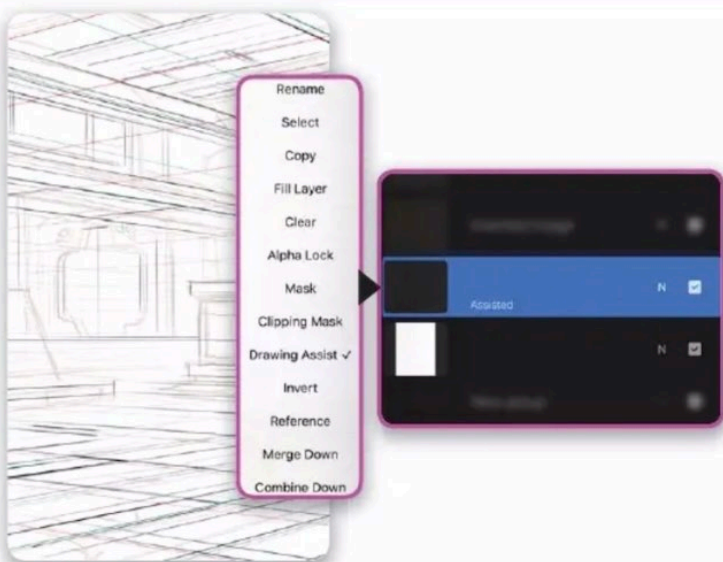 Rename
Select
Copy
Fill Layer
Clear
Alpha Lock
Mask
Clipping Mask
Drawing Assist ✓
Invert
Reference
Merge Down
Combine Down
N
Assisted
N